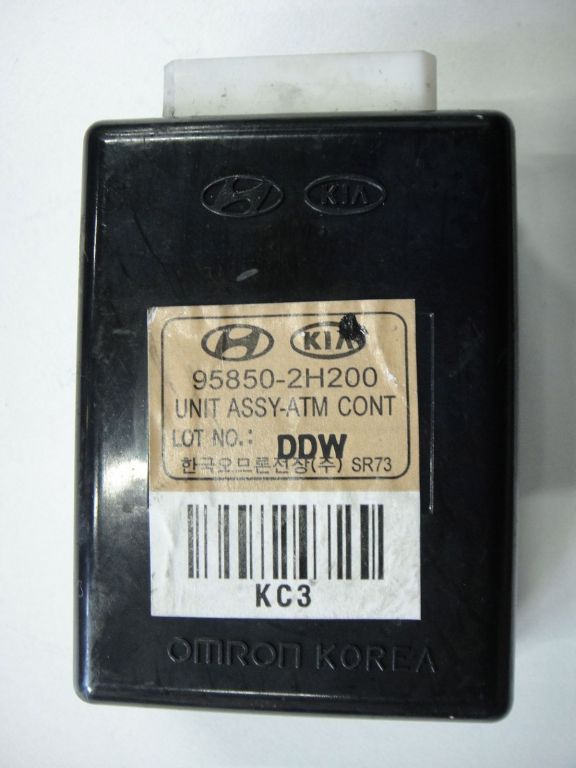 KIA
KIA
95850-2H200
UNIT ASSY-ATM CONT
LOT NO.: DDW
한국오므론전장(주) SR73
KC3
OMRON KOREA